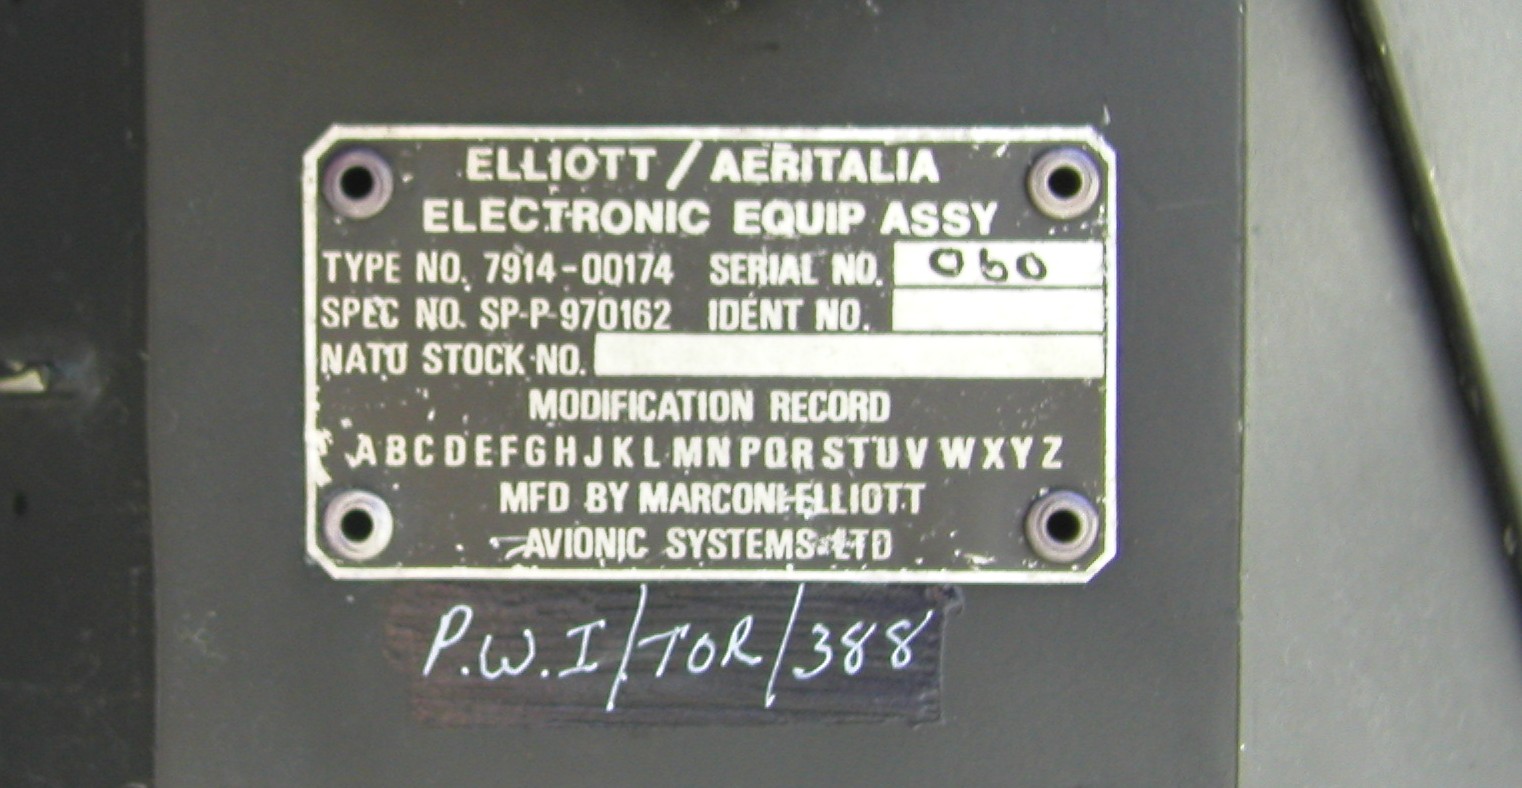 ELLIOTT / AERITALIA
ELECTRONIC EQUIP ASSY
TYPE NO. 7914-00174 SERIAL NO. 060
SPEC NO. SP-P-970162 IDENT NO.
NATO STOCK NO.
MODIFICATION RECORD
A B C D E F G H J K L M N P Q R S T U V W X Y Z
MFD BY MARCONI-ELLIOTT
AVIONIC SYSTEMS LTD
P.W.I/TOR/388